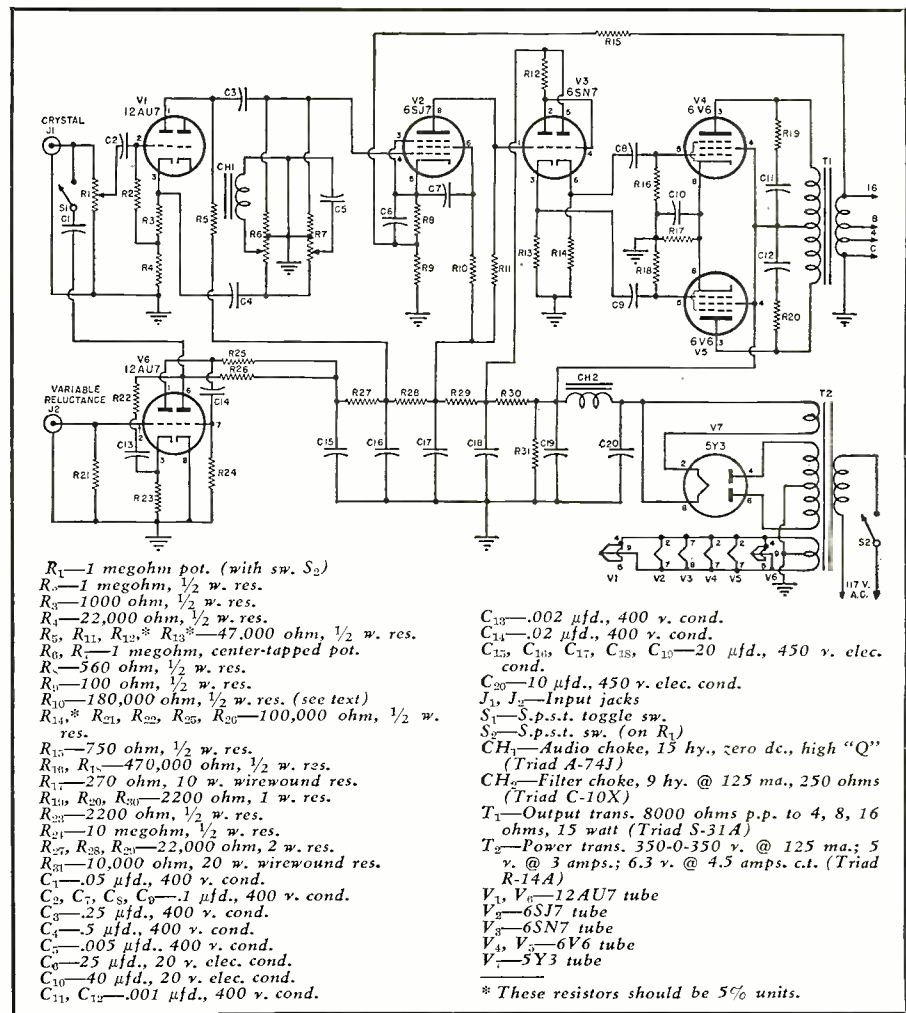 R15
R12
V3
6SN7
V1
12AU7
C3
V2
6SJ7
V4
6V6
CRYSTAL
J1
C2
R1
S1
C1
R2
R3
R4
R5
CH1
R6
R7
C5
C4
C6
C7
R8
R9
R10
R11
R13
R14
C8
C9
R16
C10
R17
R18
6V6
V5
R19
C11
C12
R20
T1
16
8
4
C
V6
12AU7
R25
R26
VARIABLE
RELUCTANCE
J2
R22
C13
C14
R21
R23
R24
R27
R28
R29
R30
C15
C16
C17
C18
R31
C19
CH2
C20
V7
5Y3
T2
S2
117 V.
A.C.
V1
V2
V3
V4
V5
V6
R₁—1 megohm pot. (with sw. S₂)
R₂—1 megohm, ½ w. res.
R₃—1000 ohm, ½ w. res.
R₄—22,000 ohm, ½ w. res.
R₅, R₁₁, R₁₂,* R₁₃*—47,000 ohm, ½ w. res.
R₆, R₇—1 megohm, center-tapped pot.
R₈—560 ohm, ½ w. res.
R₉—100 ohm, ½ w. res.
R₁₀—180,000 ohm, ½ w. res. (see text)
R₁₄,* R₂₁, R₂₂, R₂₅, R₂₆—100,000 ohm, ½ w.
res.
R₁₅—750 ohm, ½ w. res.
R₁₆, R₁₈—470,000 ohm, ½ w. res.
R₁₇—270 ohm, 10 w. wirewound res.
R₁₉, R₂₀, R₃₀—2200 ohm, 1 w. res.
R₂₃—2200 ohm, ½ w. res.
R₂₄—10 megohm, ½ w. res.
R₂₇, R₂₈, R₂₉—22,000 ohm, 2 w. res.
R₃₁—10,000 ohm, 20 w. wirewound res.
C₁—.05 μfd., 400 v. cond.
C₂, C₇, C₈, C₉—.1 μfd., 400 v. cond.
C₃—.25 μfd., 400 v. cond.
C₄—.5 μfd., 400 v. cond.
C₅—.005 μfd.. 400 v. cond.
C₆—25 μfd., 20 v. elec. cond.
C₁₀—40 μfd., 20 v. elec. cond.
C₁₁, C₁₂—.001 μfd., 400 v. cond.
C₁₃—.002 μfd., 400 v. cond.
C₁₄—.02 μfd., 400 v. cond.
C₁₅, C₁₆, C₁₇, C₁₈, C₁₉—20 μfd., 450 v. elec.
cond.
C₂₀—10 μfd., 450 v. elec. cond.
J₁, J₂—Input jacks
S₁—S.p.s.t. toggle sw.
S₂—S.p.s.t. sw. (on R₁)
CH₁—Audio choke, 15 hy., zero dc., high "Q"
(Triad A-74J)
CH₂—Filter choke, 9 hy. @ 125 ma., 250 ohms
(Triad C-10X)
T₁—Output trans. 8000 ohms p.p. to 4, 8, 16
ohms, 15 watt (Triad S-31A)
T₂—Power trans. 350-0-350 v. @ 125 ma.; 5
v. @ 3 amps.; 6.3 v. @ 4.5 amps. c.t. (Triad
R-14A)
V₁, V₆—12AU7 tube
V₂—6SJ7 tube
V₃—6SN7 tube
V₄, V₅—6V6 tube
V₇—5Y3 tube
* These resistors should be 5% units.